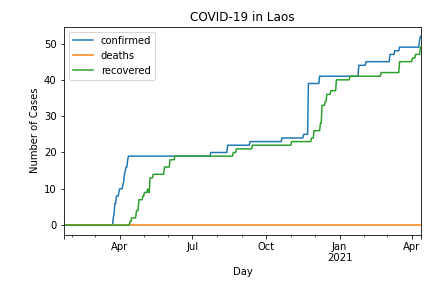 COVID-19 in Laos
confirmed
deaths
recovered
Number of Cases
50
40
30
20
10
0
Apr
Jul
Oct
Jan
2021
Apr
Day